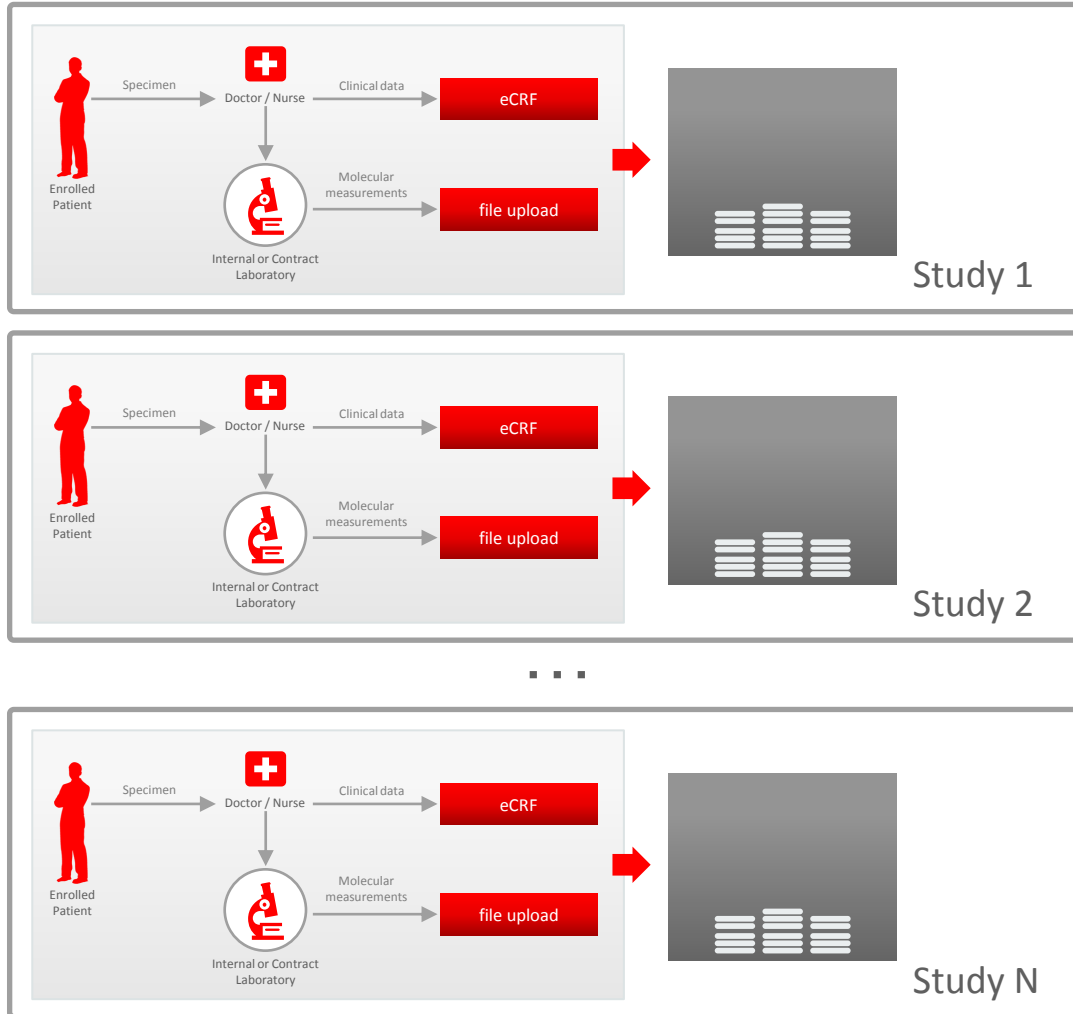 Specimen
Doctor / Nurse
Clinical data
eCRF
Enrolled
Patient
Molecular
measurements
file upload
Internal or Contract
Laboratory
Study 1
Specimen
Doctor / Nurse
Clinical data
eCRF
Enrolled
Patient
Molecular
measurements
file upload
Internal or Contract
Laboratory
Study 2
...
Specimen
Doctor / Nurse
Clinical data
eCRF
Enrolled
Patient
Molecular
measurements
file upload
Internal or Contract
Laboratory
Study N